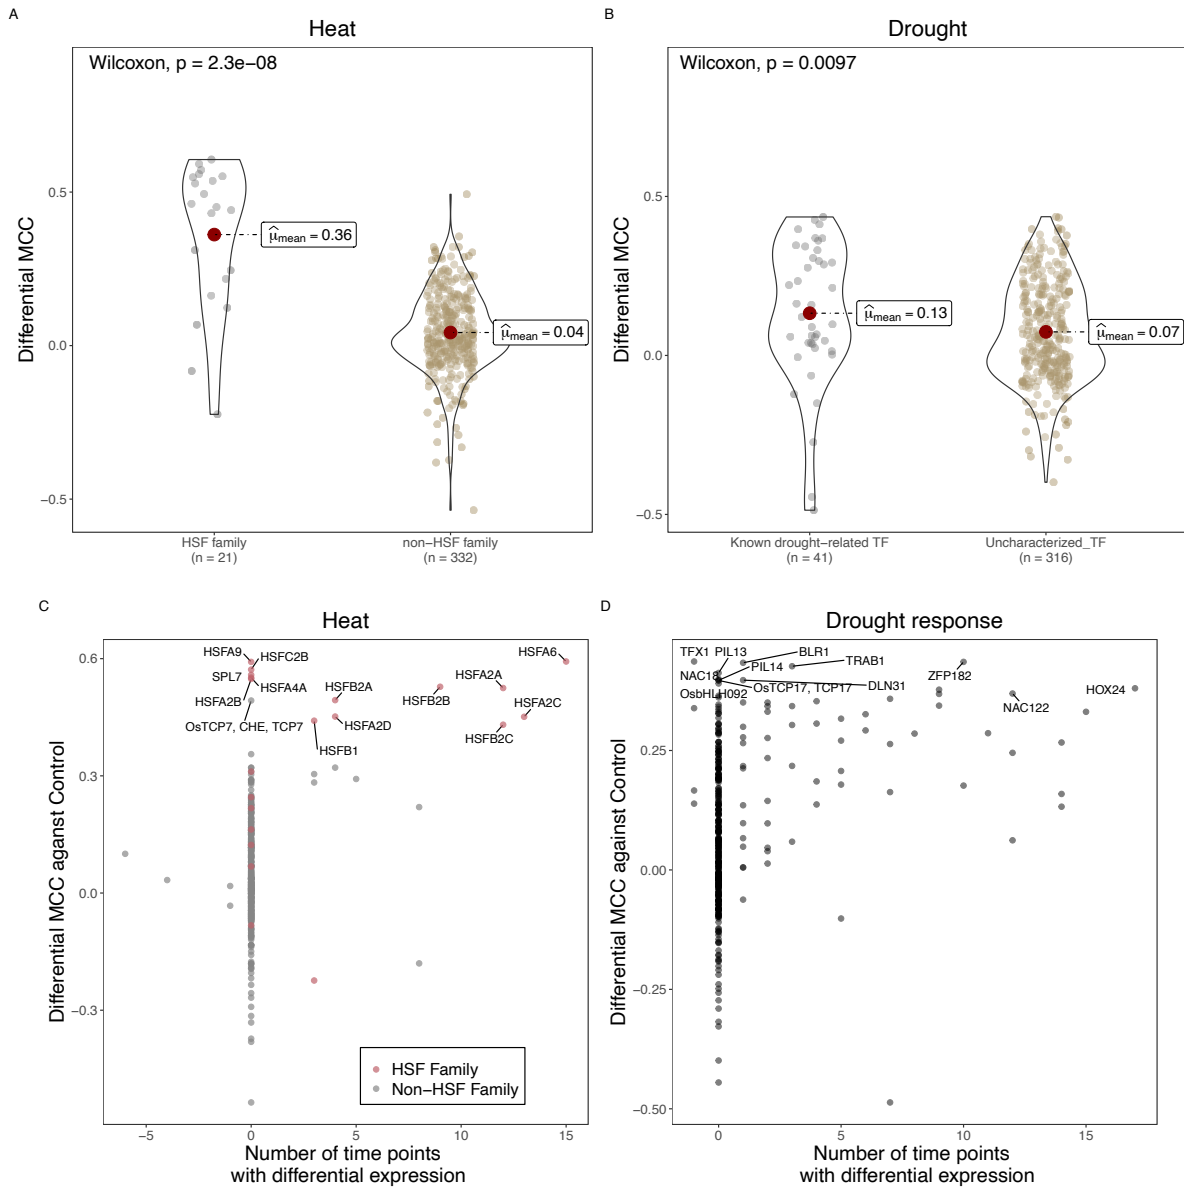 A
Heat
Wilcoxon, p = 2.3e−08
Differential MCC
0.5
0.0
−0.5
μ̂mean = 0.36
μ̂mean = 0.04
HSF family
(n = 21)
non−HSF family
(n = 332)
B
Drought
Wilcoxon, p = 0.0097
Differential MCC
0.5
0.0
−0.5
μ̂mean = 0.13
μ̂mean = 0.07
Known drought−related TF
(n = 41)
Uncharacterized_TF
(n = 316)
C
Heat
Differential MCC against Control
0.6
0.3
0.0
−0.3
HSFA9
HSFC2B
SPL7
HSFA4A
HSFA2B
OsTCP7, CHE, TCP7
HSFB2A
HSFA2D
HSFB1
HSFB2B
HSFA2A
HSFA6
HSFA2C
HSFB2C
HSF Family
Non−HSF Family
−5
0
5
10
15
Number of time points
with differential expression
D
Drought response
Differential MCC against Control
0.25
0.00
−0.25
−0.50
TFX1
PIL13
BLR1
NAC18
PIL14
TRAB1
OsbHLH092
OsTCP17, TCP17
DLN31
ZFP182
NAC122
HOX24
0
5
10
15
Number of time points
with differential expression